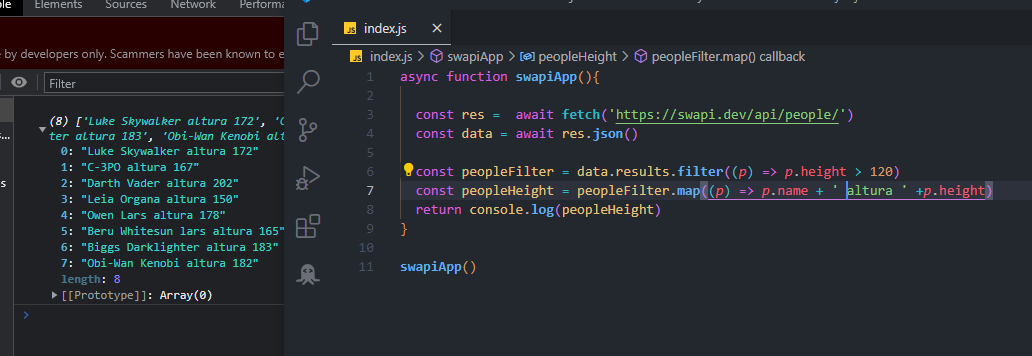 le Sources Network Performa
e by developers only. Scammers have been known to e
Filter
(8) ['Luke Skywalker altura 172', 'C
s... ter altura 183', 'Obi-Wan Kenobi alt
0: "Luke Skywalker altura 172"
1: "C-3PO altura 167"
2: "Darth Vader altura 202"
3: "Leia Organa altura 150"
4: "Owen Lars altura 178"
5: "Beru Whitesun lars altura 165"
6: "Biggs Darklighter altura 183"
7: "Obi-Wan Kenobi altura 182"
length: 8
[[Prototype]]: Array(0)
JS index.js
JS index.js > swapiApp > peopleHeight > peopleFilter.map() callback
1 async function swapiApp(){
2
3 const res =  await fetch('https://swapi.dev/api/people/')
4 const data = await res.json()
5
6 const peopleFilter = data.results.filter((p) => p.height > 120)
7 const peopleHeight = peopleFilter.map((p) => p.name + ' altura ' +p.height)
8 return console.log(peopleHeight)
9 }
10
11 swapiApp()